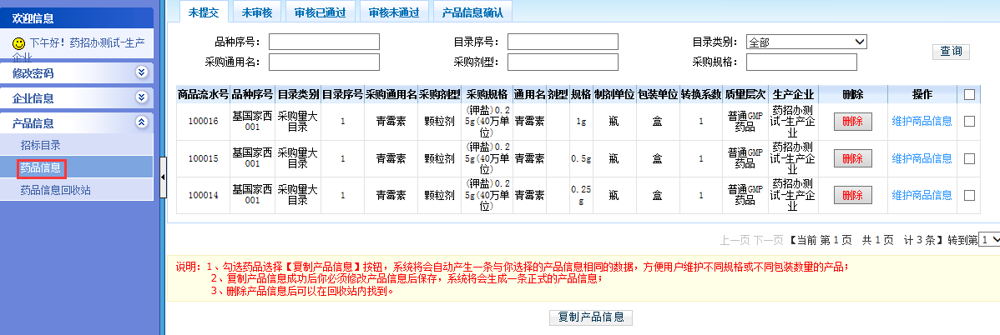 未提交 未审核 审核已通过 审核未通过 产品信息确认
欢迎信息
下午好！药招办测试-生产企业
修改密码
企业信息
产品信息
招标目录
药品信息
药品信息回收站
品种序号： 目录序号： 目录类别： 全部
采购通用名： 采购剂型： 采购规格： 查询
商品流水号 品种序号 目录类别 目录序号 采购通用名 采购剂型 采购规格 通用名 剂型 规格 制剂单位 包装单位 转换系数 质量层次 生产企业 删除 操作
100016 基国家西001 采购量大目录 1 青霉素 颗粒剂 (钾盐)0.25g(40万单位) 青霉素 1g 瓶 盒 1 普通GMP药品 药招办测试-生产企业 删除 维护商品信息
100015 基国家西001 采购量大目录 1 青霉素 颗粒剂 (钾盐)0.25g(40万单位) 青霉素 0.5g 瓶 盒 1 普通GMP药品 药招办测试-生产企业 删除 维护商品信息
100014 基国家西001 采购量大目录 1 青霉素 颗粒剂 (钾盐)0.25g(40万单位) 青霉素 0.25g 瓶 盒 1 普通GMP药品 药招办测试-生产企业 删除 维护商品信息
上一页 下一页 【当前 第 1 页 共 1 页 计 3 条】转到第 1
说明：1、勾选药品选择【复制产品信息】按钮，系统将会自动产生一条与你选择的产品信息相同的数据，方便用户维护不同规格或不同包装数量的产品；
2、复制产品信息成功后你必须修改产品信息后保存，系统将会生成一条正式的产品信息；
3、删除产品信息后可以在回收站内找到。
复制产品信息